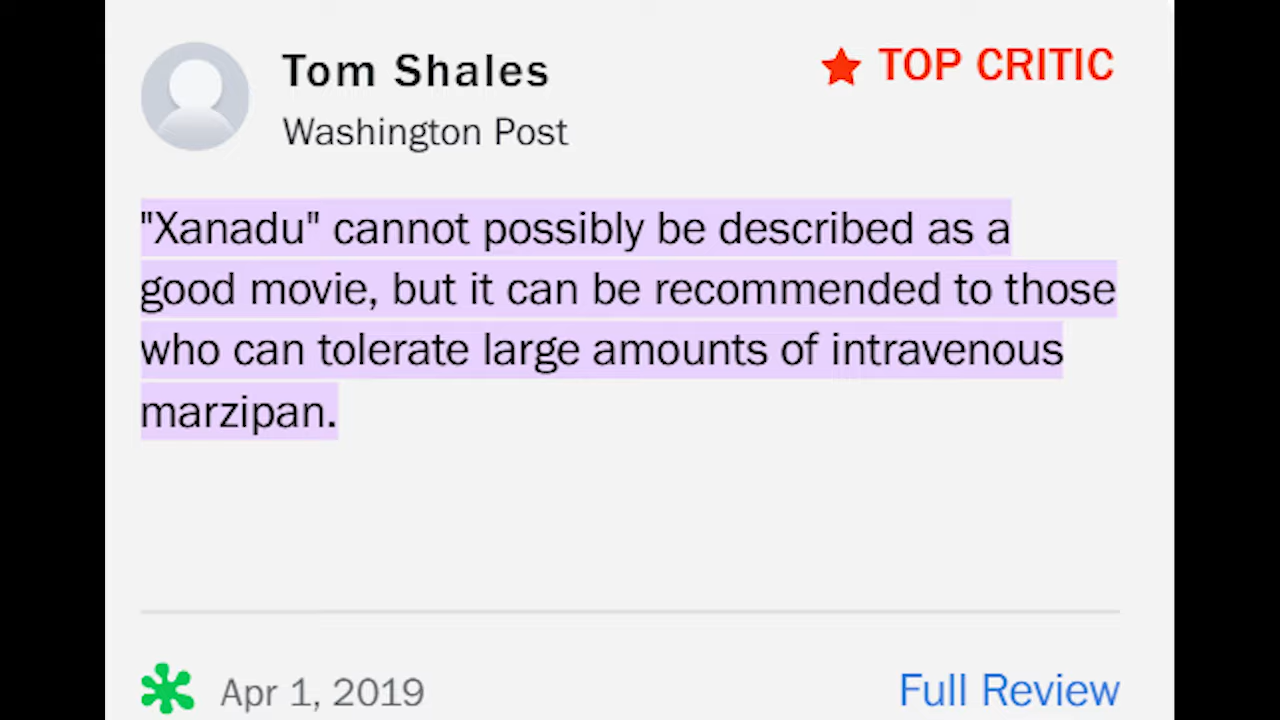 Tom Shales
TOP CRITIC
Washington Post
"Xanadu" cannot possibly be described as a
good movie, but it can be recommended to those
who can tolerate large amounts of intravenous
marzipan.
Apr 1, 2019
Full Review